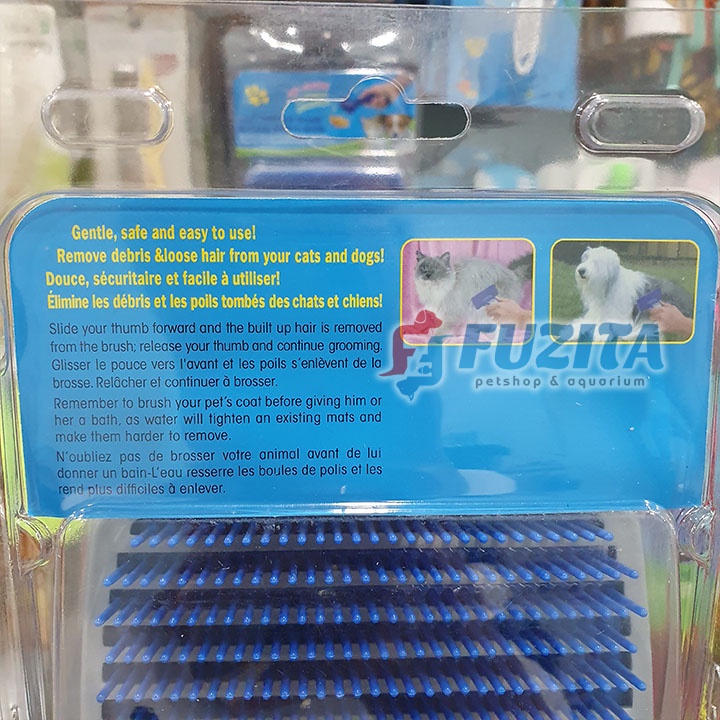 Gentle, safe and easy to use!
Remove debris &loose hair from your cats and dogs!
Douce, sécuritaire et facile à utiliser!
Élimine les débris et les poils tombés des chats et chiens!
Slide your thumb forward and the built up hair is removed
from the brush; release your thumb and continue grooming.
Glisser le pouce vers l'avant et les poils s'enlèvent de la
brosse. Relâcher et continuer à brosser.
Remember to brush your pet's coat before giving him or
her a bath, as water will tighten an existing mats and
make them harder to remove.
N'oubliez pas de brosser votre animal avant de lui
donner un bain-L'eau resserre les boules de polis et les
rend plus difficiles à enlever.
FUZITA
petshop & aquarium